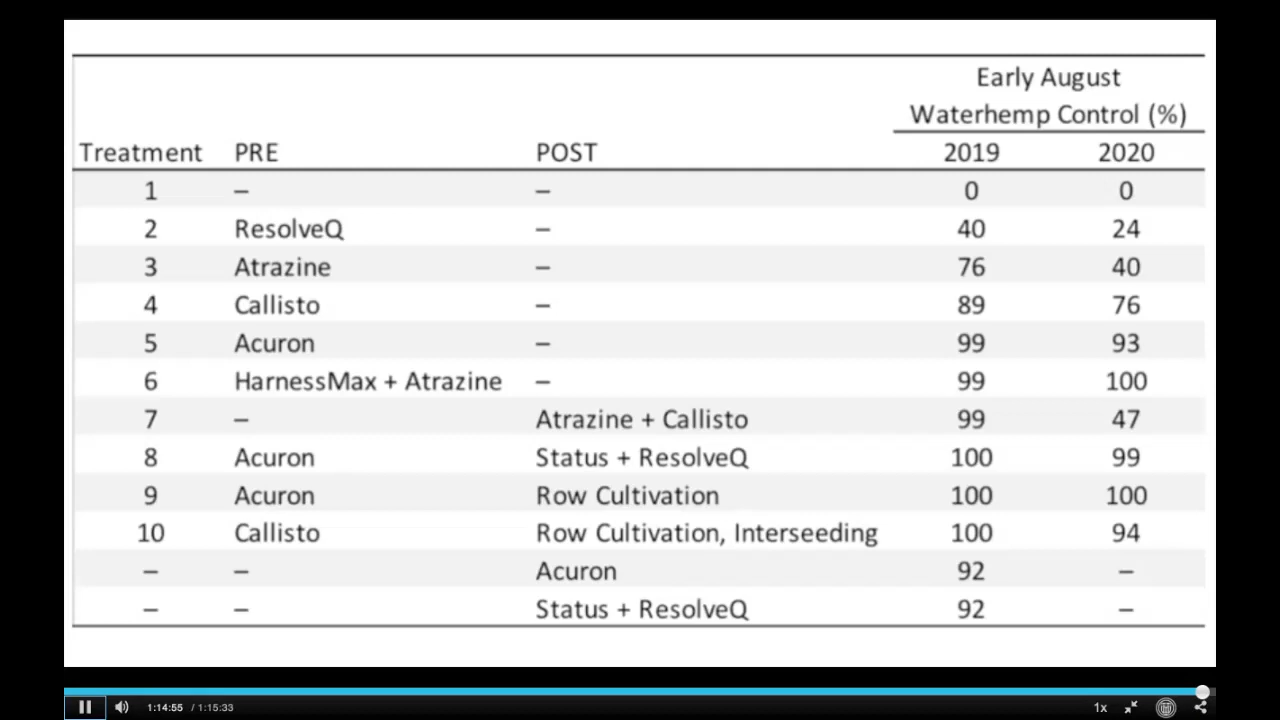 Early August
Waterhemp Control (%)
Treatment PRE POST 2019 2020
1 – – 0 0
2 ResolveQ – 40 24
3 Atrazine – 76 40
4 Callisto – 89 76
5 Acuron – 99 93
6 HarnessMax + Atrazine – 99 100
7 – Atrazine + Callisto 99 47
8 Acuron Status + ResolveQ 100 99
9 Acuron Row Cultivation 100 100
10 Callisto Row Cultivation, Interseeding 100 94
– – Acuron 92 –
– – Status + ResolveQ 92 –
1:14:55 / 1:15:33 1x